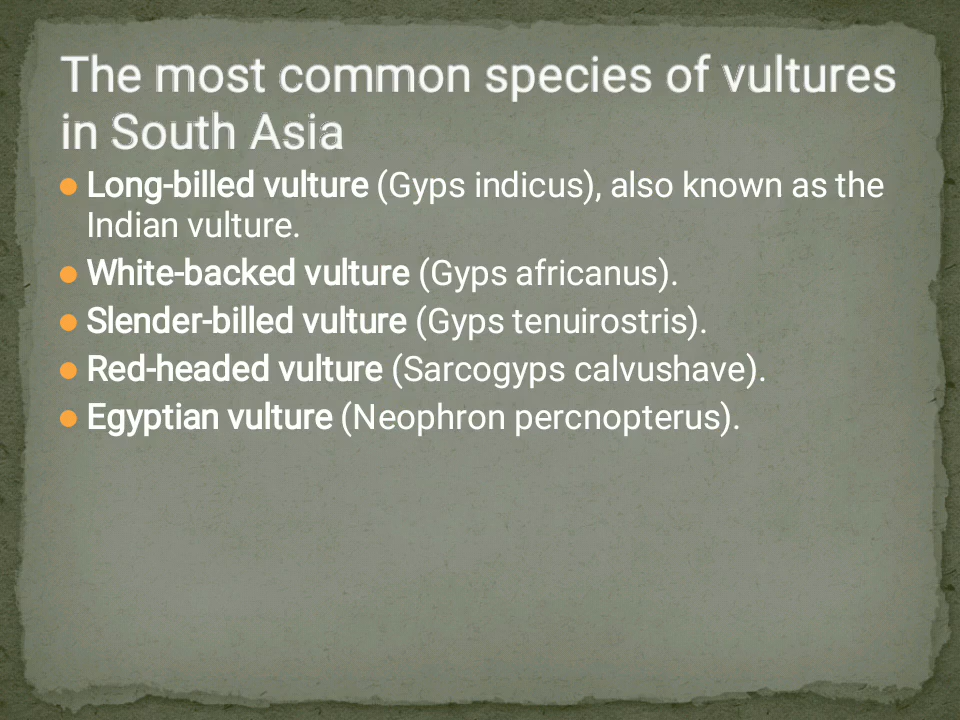 The most common species of vultures
in South Asia
Long-billed vulture (Gyps indicus), also known as the
Indian vulture.
White-backed vulture (Gyps africanus).
Slender-billed vulture (Gyps tenuirostris).
Red-headed vulture (Sarcogyps calvushave).
Egyptian vulture (Neophron percnopterus).